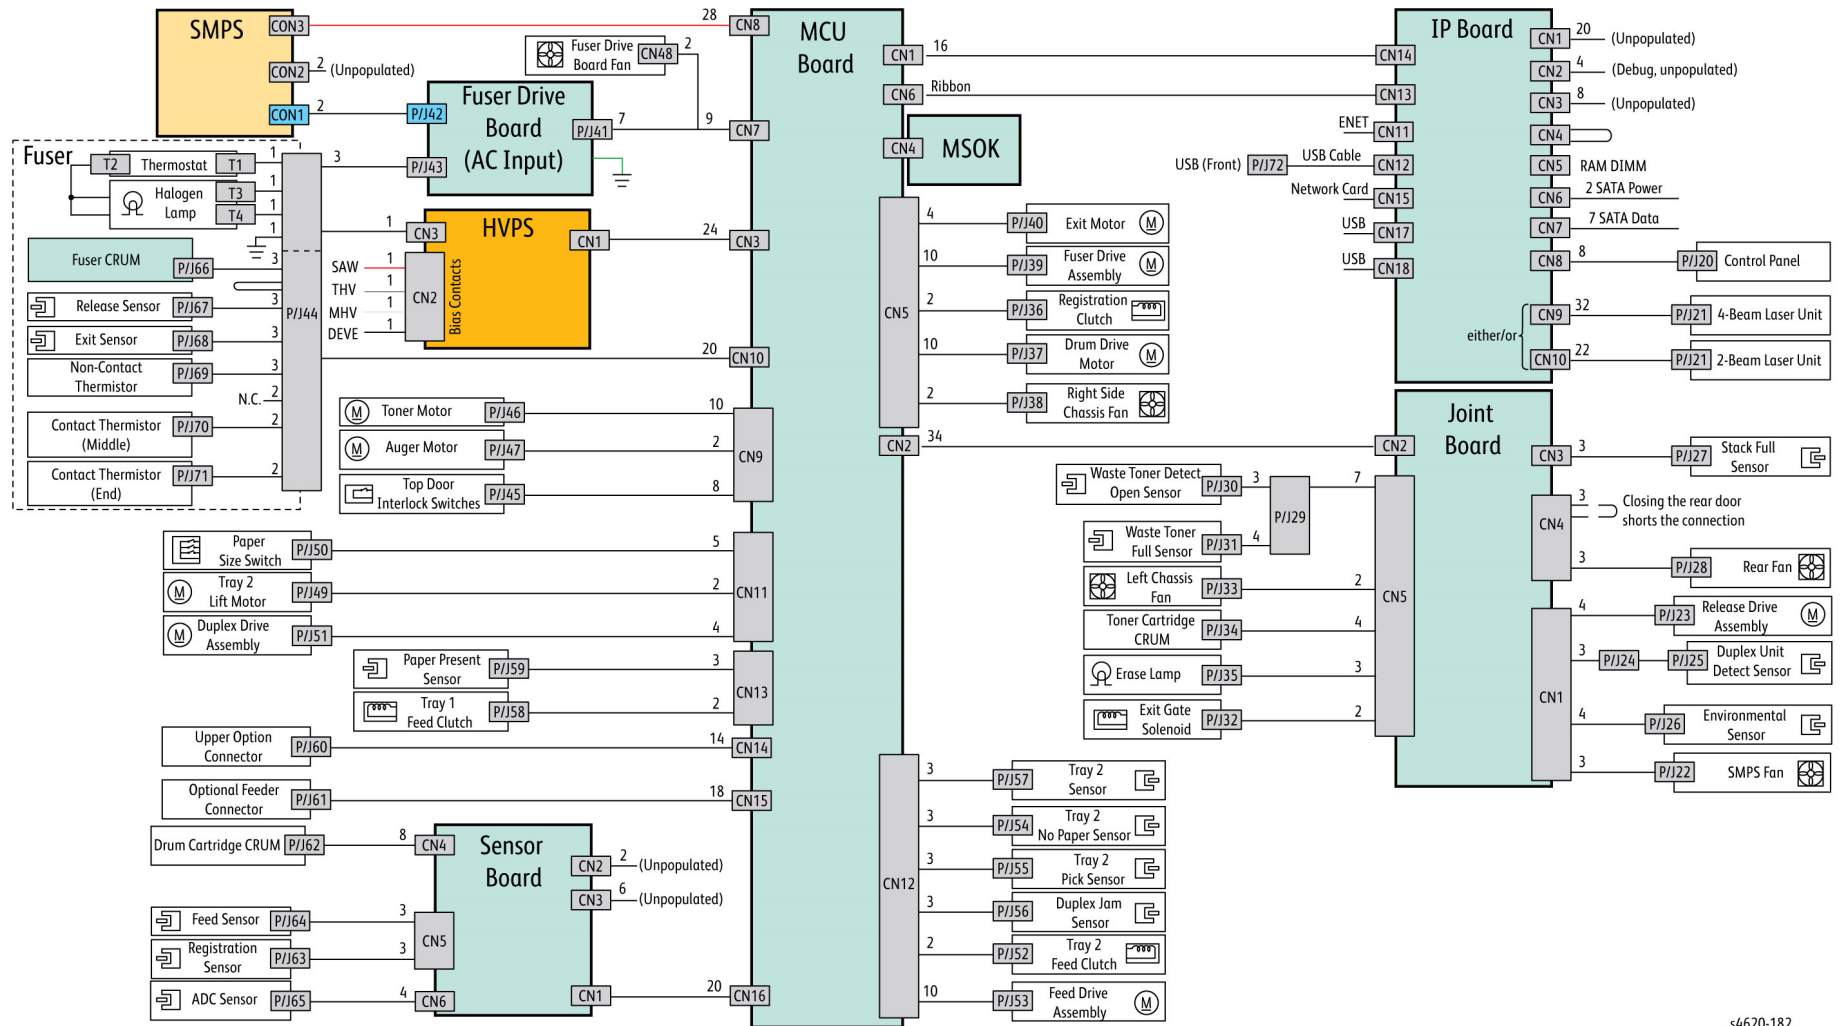 SMPS
CON3
28
CN8
CON2
2
(Unpopulated)
CON1
2
P/J42
Fuser Drive
Board Fan
CN48
2
Fuser Drive
Board
(AC Input)
P/J41
7
9
CN7
P/J43
3
Fuser
T2
Thermostat
T1
1
Halogen
Lamp
T3
1
T4
1
1
Fuser CRUM
P/J66
3
Release Sensor
P/J67
3
Exit Sensor
P/J68
3
Non-Contact
Thermistor
P/J69
3
N.C.
2
Contact Thermistor
(Middle)
P/J70
2
Contact Thermistor
(End)
P/J71
2
P/J44
HVPS
1
CN3
CN1
24
CN3
SAW
1
THV
1
MHV
1
DEVE
1
CN2
Bias Contacts
20
CN10
Toner Motor
P/J46
10
Auger Motor
P/J47
2
Top Door
Interlock Switches
P/J45
8
CN9
Paper
Size Switch
P/J50
5
Tray 2
Lift Motor
P/J49
2
Duplex Drive
Assembly
P/J51
4
CN11
Paper Present
Sensor
P/J59
3
Tray 1
Feed Clutch
P/J58
2
CN13
Upper Option
Connector
P/J60
14
CN14
Optional Feeder
Connector
P/J61
18
CN15
Drum Cartridge CRUM
P/J62
8
CN4
Sensor
Board
CN2
2
(Unpopulated)
CN3
6
(Unpopulated)
Feed Sensor
P/J64
3
Registration
Sensor
P/J63
3
CN5
ADC Sensor
P/J65
4
CN6
CN1
20
CN16
MCU
Board
CN1
16
CN14
CN6
Ribbon
CN13
CN4
MSOK
CN5
4
P/J40
Exit Motor
10
P/J39
Fuser Drive
Assembly
2
P/J36
Registration
Clutch
10
P/J37
Drum Drive
Motor
2
P/J38
Right Side
Chassis Fan
CN2
34
CN2
CN12
3
P/J57
Tray 2
Sensor
3
P/J54
Tray 2
No Paper Sensor
3
P/J55
Tray 2
Pick Sensor
3
P/J56
Duplex Jam
Sensor
2
P/J52
Tray 2
Feed Clutch
10
P/J53
Feed Drive
Assembly
IP Board
ENET
CN11
USB (Front)
P/J72
USB Cable
CN12
Network Card
CN15
USB
CN17
USB
CN18
CN1
20
(Unpopulated)
CN2
4
(Debug, unpopulated)
CN3
8
(Unpopulated)
CN4
CN5
RAM DIMM
CN6
2 SATA Power
CN7
7 SATA Data
CN8
8
P/J20
Control Panel
either/or
CN9
32
P/J21
4-Beam Laser Unit
CN10
22
P/J21
2-Beam Laser Unit
Joint
Board
Waste Toner Detect
Open Sensor
P/J30
3
P/J29
7
Waste Toner
Full Sensor
P/J31
4
Left Chassis
Fan
P/J33
2
Toner Cartridge
CRUM
P/J34
4
Erase Lamp
P/J35
3
Exit Gate
Solenoid
P/J32
2
CN5
CN3
3
P/J27
Stack Full
Sensor
CN4
3
Closing the rear door
shorts the connection
3
P/J28
Rear Fan
CN1
4
P/J23
Release Drive
Assembly
3
P/J24
P/J25
Duplex Unit
Detect Sensor
4
P/J26
Environmental
Sensor
3
P/J22
SMPS Fan
M
M
M
M
M
M
M
M
s4620-182